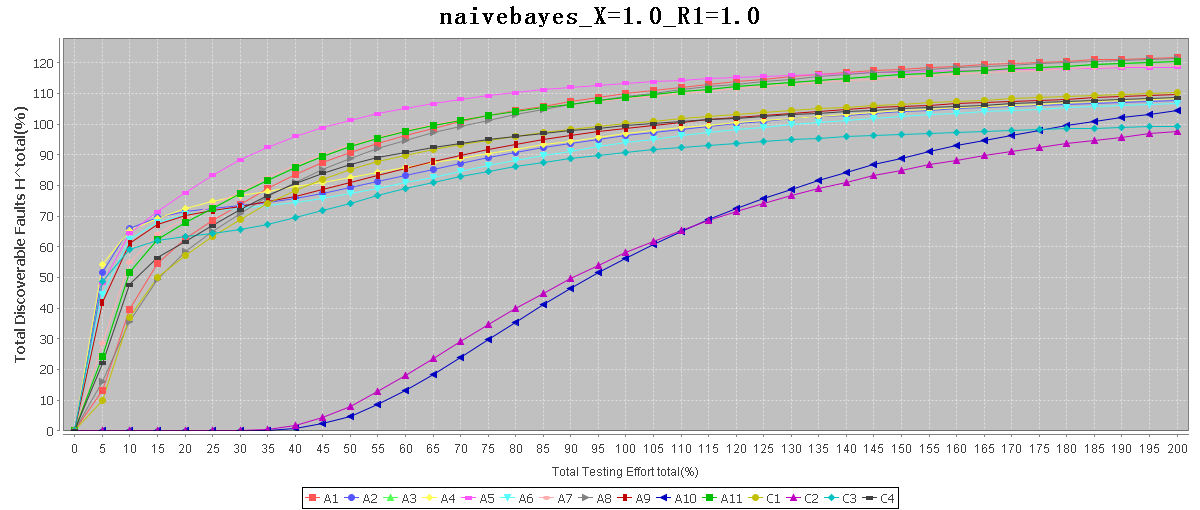 naivebayes_X=1.0_R1=1.0
Total Discoverable Faults H^total(%)
120
110
100
90
80
70
60
50
40
30
20
10
0
0 5 10 15 20 25 30 35 40 45 50 55 60 65 70 75 80 85 90 95 100 105 110 115 120 125 130 135 140 145 150 155 160 165 170 175 180 185 190 195 200
Total Testing Effort total(%)
A1 A2 A3 A4 A5 A6 A7 A8 A9 A10 A11 C1 C2 C3 C4